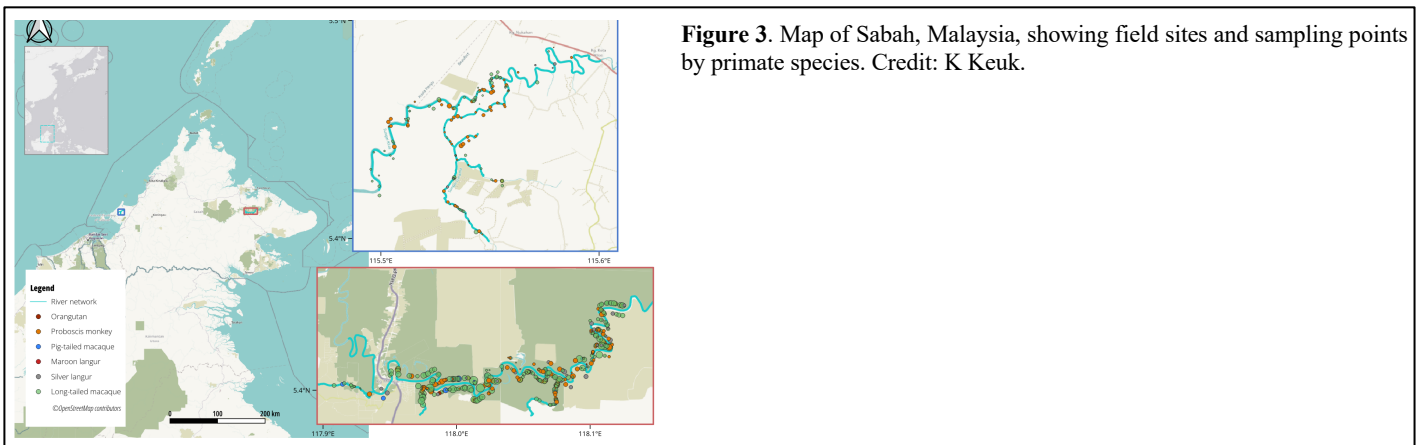 Figure 3. Map of Sabah, Malaysia, showing field sites and sampling points
by primate species. Credit: K Keuk.
5.4°N
115.5°E
115.6°E
Legend
River network
Orangutan
Proboscis monkey
Pig-tailed macaque
Maroon langur
Silver langur
Long-tailed macaque
©OpenStreetMap contributors
0 100 200 km
5.4°N
117.9°E
118.0°E
118.1°E